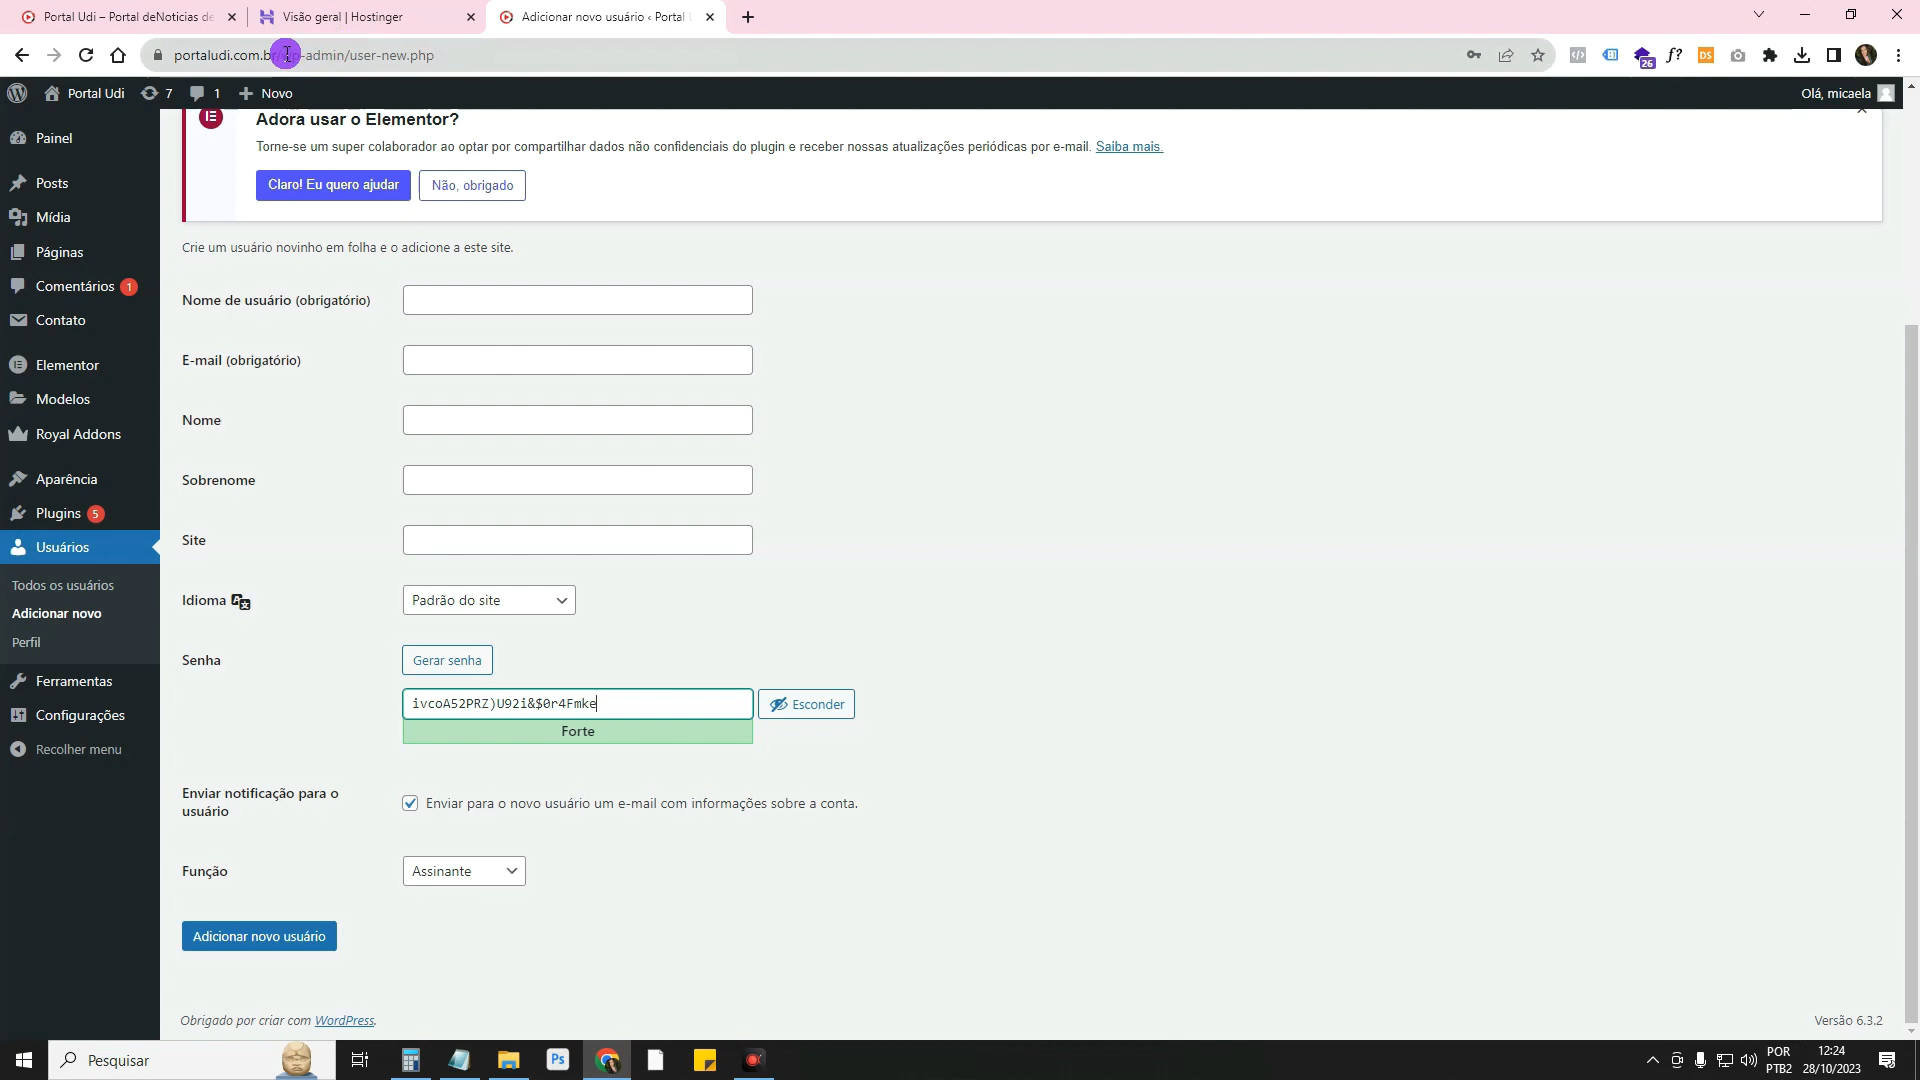 Portal Udi – Portal deNoticias de
Visão geral | Hostinger
Adicionar novo usuário ‹ Portal U
portaludi.com.br/wp-admin/user-new.php
26
f?
DS
Portal Udi
7
1
Novo
Olá, micaela
Painel
Posts
Mídia
Páginas
Comentários 1
Contato
Elementor
Modelos
Royal Addons
Aparência
Plugins 5
Usuários
Todos os usuários
Adicionar novo
Perfil
Ferramentas
Configurações
Recolher menu
Adora usar o Elementor?
Torne-se um super colaborador ao optar por compartilhar dados não confidenciais do plugin e receber nossas atualizações periódicas por e-mail. Saiba mais.
Claro! Eu quero ajudar
Não, obrigado
Crie um usuário novinho em folha e o adicione a este site.
Nome de usuário (obrigatório)
E-mail (obrigatório)
Nome
Sobrenome
Site
Idioma
Padrão do site
Senha
Gerar senha
ivcoA52PRZ)U92i&$0r4Fmke
Esconder
Forte
Enviar notificação para o
usuário
Enviar para o novo usuário um e-mail com informações sobre a conta.
Função
Assinante
Adicionar novo usuário
Obrigado por criar com WordPress.
Versão 6.3.2
Pesquisar
Ps
POR
PTB2
12:24
28/10/2023